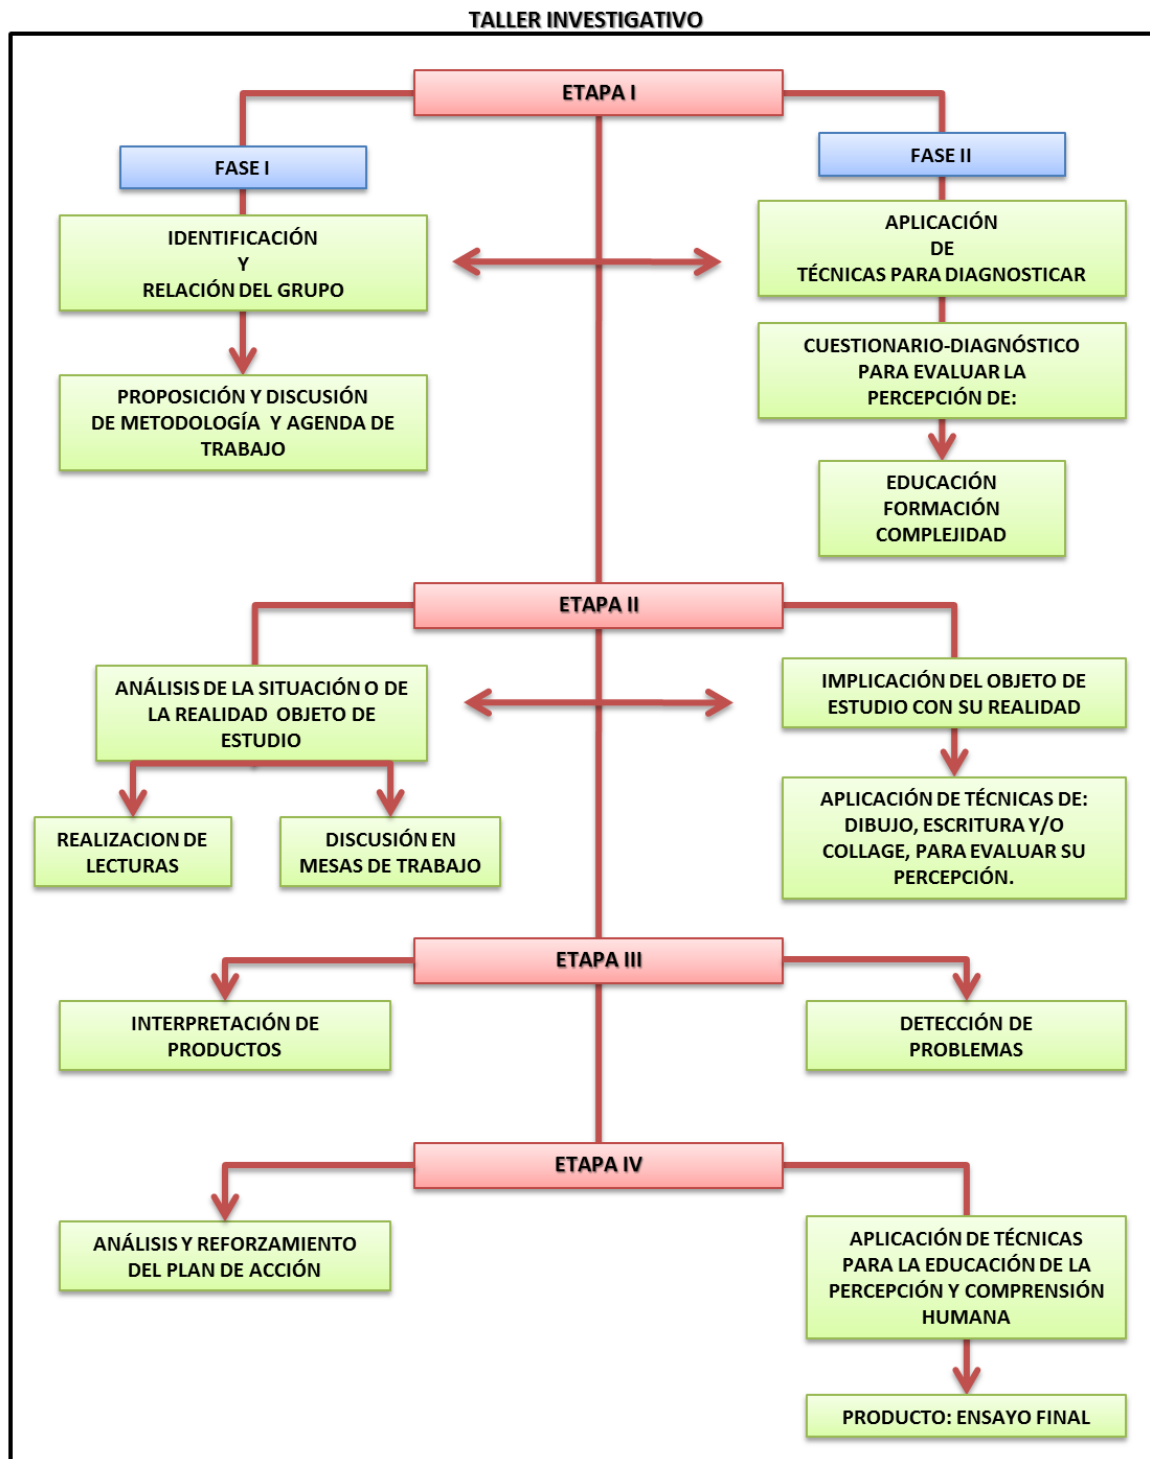 TALLER INVESTIGATIVO
ETAPA I
FASE I
FASE II
IDENTIFICACIÓN
Y
RELACIÓN DEL GRUPO
APLICACIÓN
DE
TÉCNICAS PARA DIAGNOSTICAR
PROPOSICIÓN Y DISCUSIÓN
DE METODOLOGÍA Y AGENDA DE
TRABAJO
CUESTIONARIO-DIAGNÓSTICO
PARA EVALUAR LA
PERCEPCIÓN DE:
EDUCACIÓN
FORMACIÓN
COMPLEJIDAD
ETAPA II
ANÁLISIS DE LA SITUACIÓN O DE
LA REALIDAD OBJETO DE
ESTUDIO
IMPLICACIÓN DEL OBJETO DE
ESTUDIO CON SU REALIDAD
REALIZACION DE
LECTURAS
DISCUSIÓN EN
MESAS DE TRABAJO
APLICACIÓN DE TÉCNICAS DE:
DIBUJO, ESCRITURA Y/O
COLLAGE, PARA EVALUAR SU
PERCEPCIÓN.
ETAPA III
INTERPRETACIÓN DE
PRODUCTOS
DETECCIÓN DE
PROBLEMAS
ETAPA IV
ANÁLISIS Y REFORZAMIENTO
DEL PLAN DE ACCIÓN
APLICACIÓN DE TÉCNICAS
PARA LA EDUCACIÓN DE LA
PERCEPCIÓN Y COMPRENSIÓN
HUMANA
PRODUCTO: ENSAYO FINAL